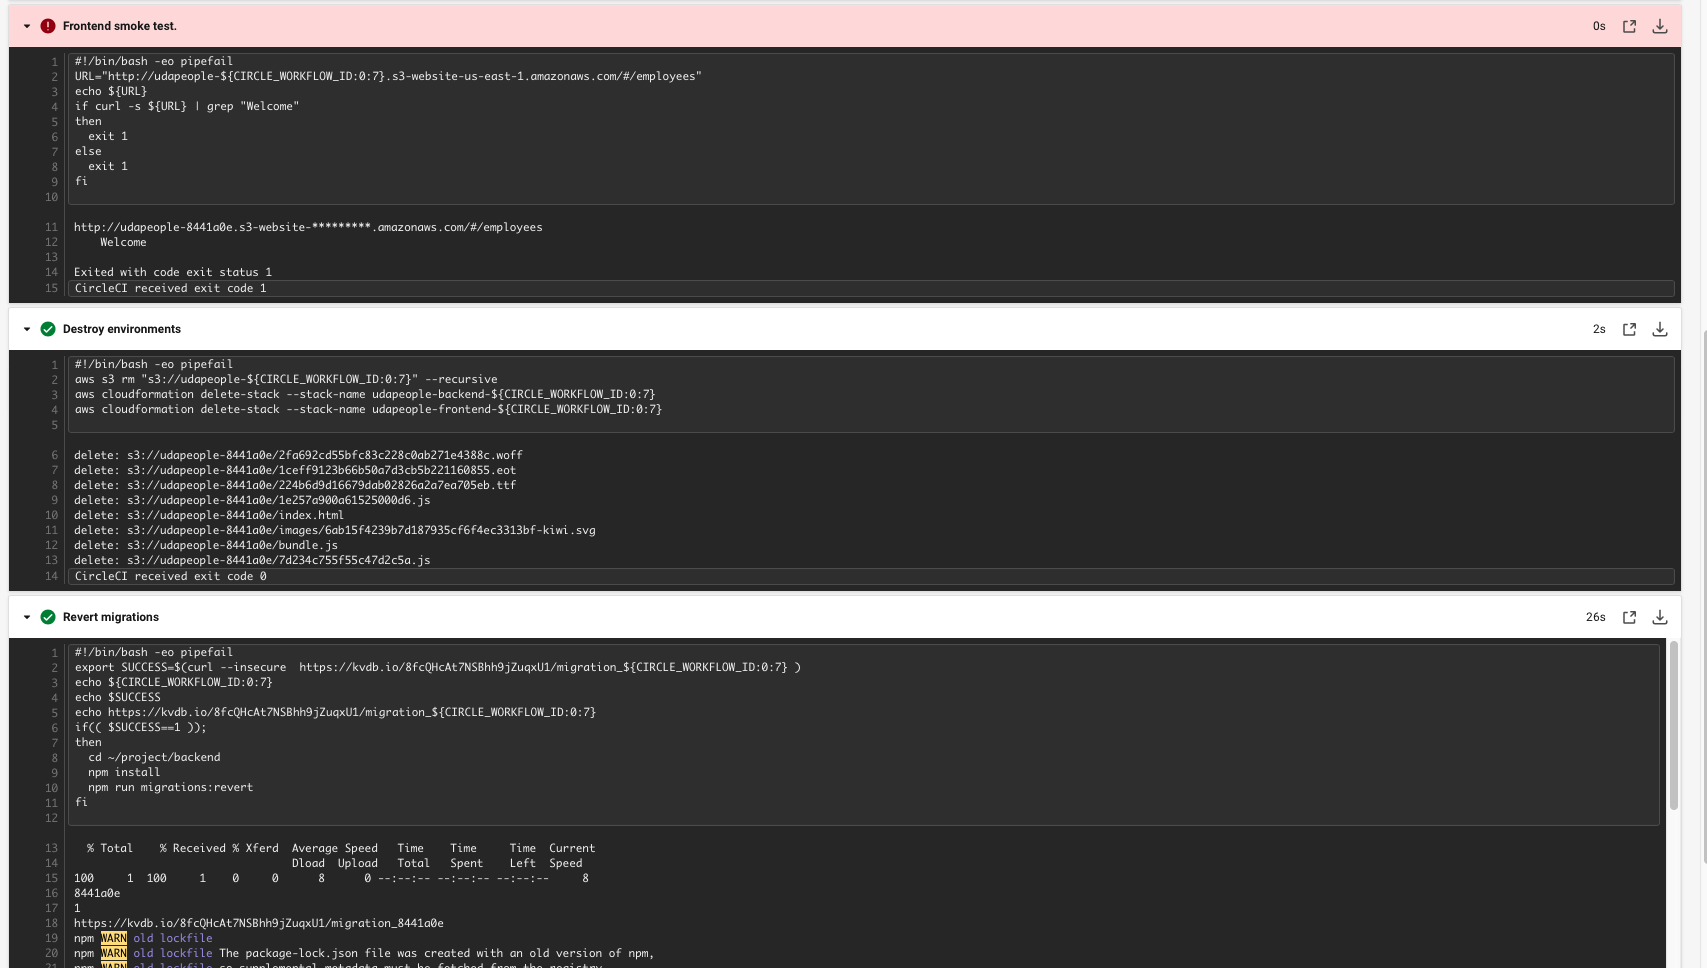 Frontend smoke test.
0s
1 #!/bin/bash -eo pipefail
2 URL="http://udapeople-${CIRCLE_WORKFLOW_ID:0:7}.s3-website-us-east-1.amazonaws.com/#/employees"
3 echo ${URL}
4 if curl -s ${URL} | grep "Welcome"
5 then
6   exit 1
7 else
8   exit 1
9 fi
10
11 http://udapeople-8441a0e.s3-website-*********.amazonaws.com/#/employees
12     Welcome
13
14 Exited with code exit status 1
15 CircleCI received exit code 1
Destroy environments
2s
1 #!/bin/bash -eo pipefail
2 aws s3 rm "s3://udapeople-${CIRCLE_WORKFLOW_ID:0:7}" --recursive
3 aws cloudformation delete-stack --stack-name udapeople-backend-${CIRCLE_WORKFLOW_ID:0:7}
4 aws cloudformation delete-stack --stack-name udapeople-frontend-${CIRCLE_WORKFLOW_ID:0:7}
5
6 delete: s3://udapeople-8441a0e/2fa692cd55bfc83c228c0ab271e4388c.woff
7 delete: s3://udapeople-8441a0e/1ceff9123b66b50a7d3cb5b221160855.eot
8 delete: s3://udapeople-8441a0e/224b6d9d16679dab02826a2a7ea705eb.ttf
9 delete: s3://udapeople-8441a0e/1e257a900a61525000d6.js
10 delete: s3://udapeople-8441a0e/index.html
11 delete: s3://udapeople-8441a0e/images/6ab15f4239b7d187935cf6f4ec3313bf-kiwi.svg
12 delete: s3://udapeople-8441a0e/bundle.js
13 delete: s3://udapeople-8441a0e/7d234c755f55c47d2c5a.js
14 CircleCI received exit code 0
Revert migrations
26s
1 #!/bin/bash -eo pipefail
2 export SUCCESS=$(curl --insecure  https://kvdb.io/8fcQHcAt7NSBhh9jZuqxU1/migration_${CIRCLE_WORKFLOW_ID:0:7} )
3 echo ${CIRCLE_WORKFLOW_ID:0:7}
4 echo $SUCCESS
5 echo https://kvdb.io/8fcQHcAt7NSBhh9jZuqxU1/migration_${CIRCLE_WORKFLOW_ID:0:7}
6 if(( $SUCCESS==1 ));
7 then
8   cd ~/project/backend
9   npm install
10   npm run migrations:revert
11 fi
12
13   % Total    % Received % Xferd  Average Speed   Time    Time     Time  Current
14                                  Dload  Upload   Total   Spent    Left  Speed
15 100     1  100     1    0     0      8      0 --:--:-- --:--:-- --:--:--     8
16 8441a0e
17 1
18 https://kvdb.io/8fcQHcAt7NSBhh9jZuqxU1/migration_8441a0e
19 npm WARN old lockfile
20 npm WARN old lockfile The package-lock.json file was created with an old version of npm,
21 npm WARN old lockfile so supplemental metadata must be fetched from the registry.